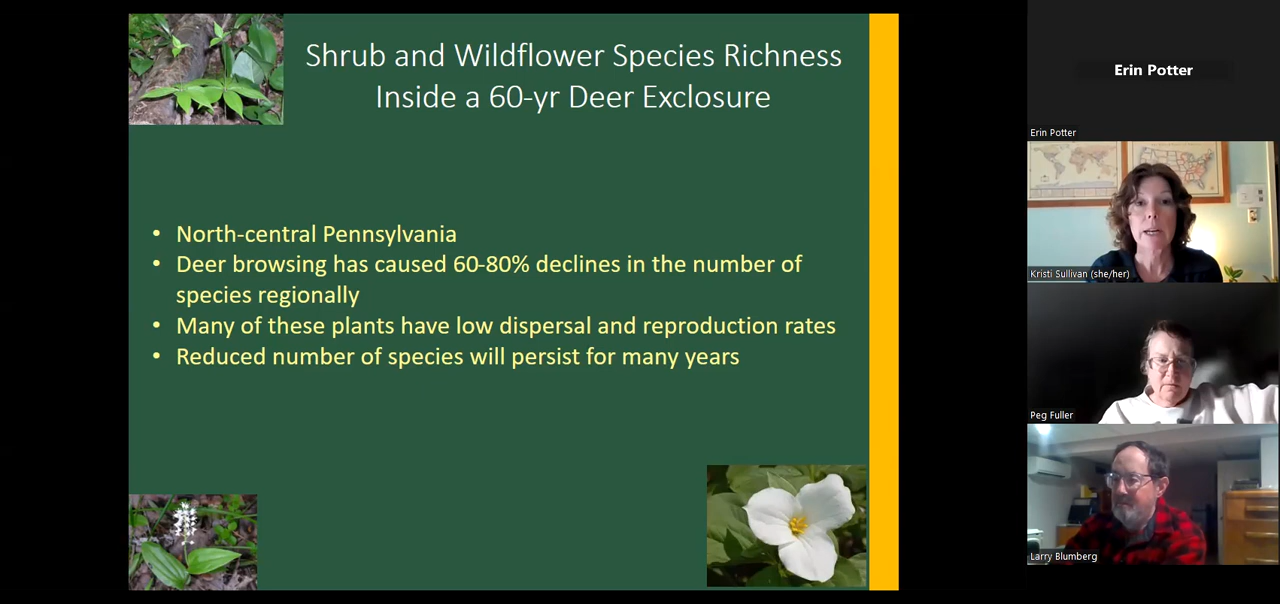 Shrub and Wildflower Species Richness
Inside a 60-yr Deer Exclosure
• North-central Pennsylvania
• Deer browsing has caused 60-80% declines in the number of
species regionally
• Many of these plants have low dispersal and reproduction rates
• Reduced number of species will persist for many years
Erin Potter
Erin Potter
Kristi Sullivan (she/her)
Peg Fuller
Larry Blumberg